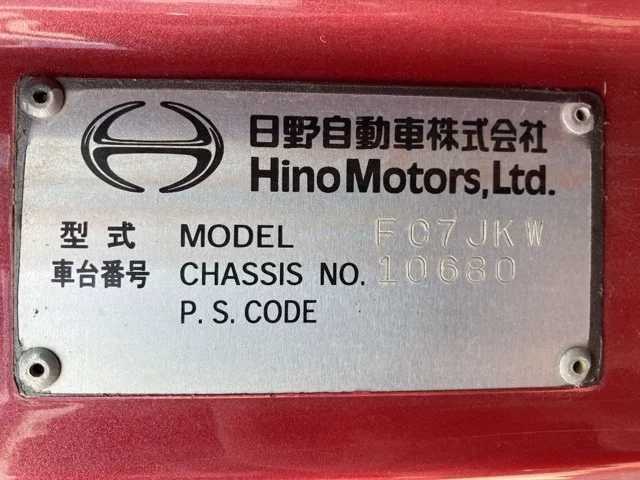 日野自動車株式会社
Hino Motors, Ltd.
型式 MODEL FC7JKW
車台番号 CHASSIS NO. 10680
P. S. CODE